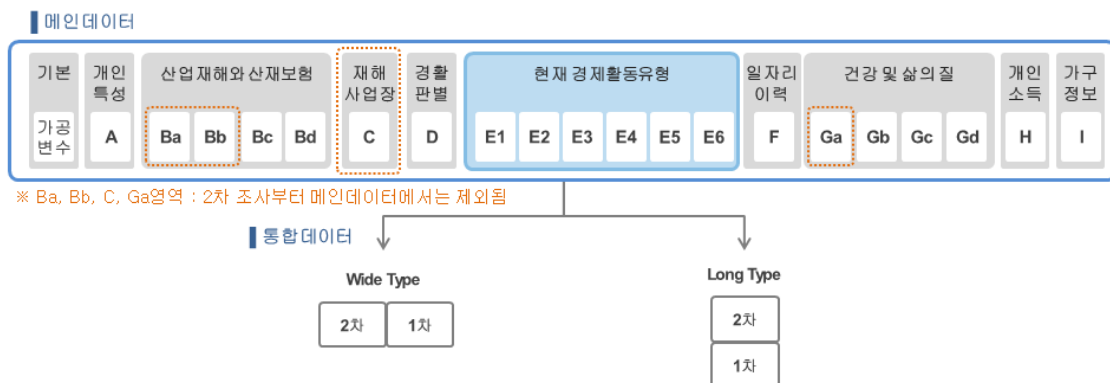 메인데이터
기본 개인 산업재해와 산재보험 재해 경활 현재 경제활동유형 일자리 건강 및 삶의 질 개인 가구
특성 사업장 판별 이력 소득 정보
가공
변수 A Ba Bb Bc Bd C D E1 E2 E3 E4 E5 E6 F Ga Gb Gc Gd H I
※ Ba, Bb, C, Ga영역 : 2차 조사부터 메인데이터에서는 제외됨
통합데이터
Wide Type Long Type
2차 1차 2차
1차